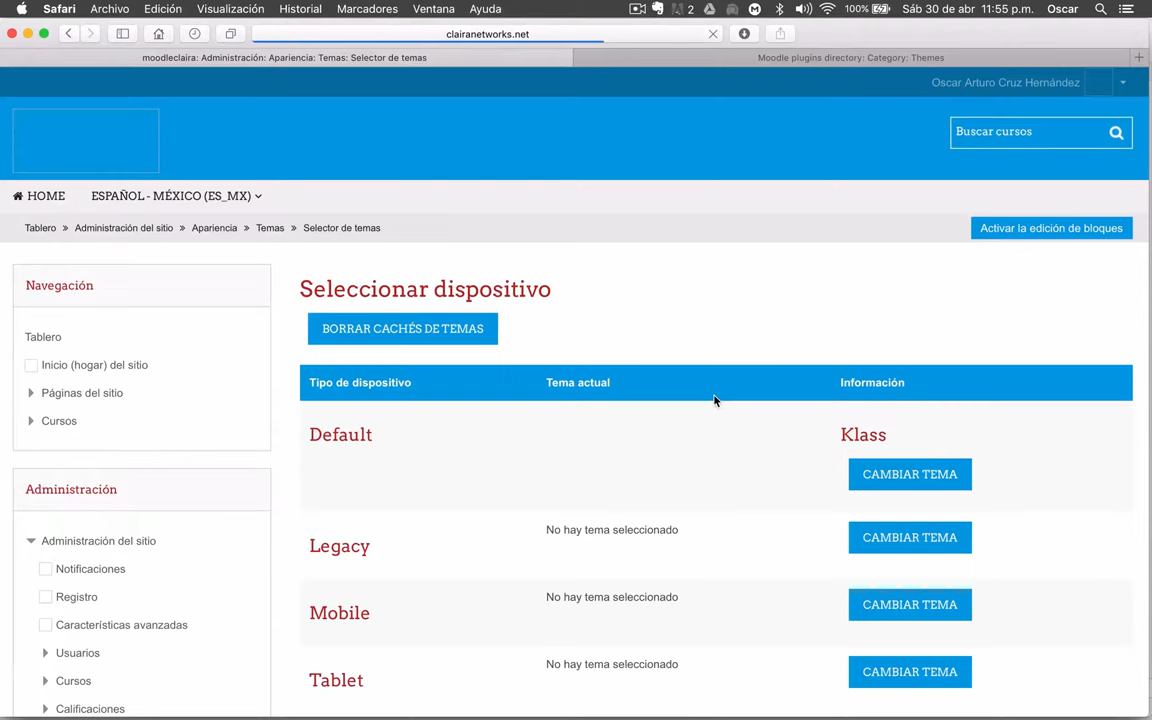 Safari Archivo Edición Visualización Historial Marcadores Ventana Ayuda 2 100% Sáb 30 de abr 11:55 p.m. Oscar
clairanetworks.net
moodleclaira: Administración: Apariencia: Temas: Selector de temas
Moodle plugins directory: Category: Themes
Oscar Arturo Cruz Hernández
Buscar cursos
HOME ESPAÑOL - MÉXICO (ES_MX)
Tablero » Administración del sitio » Apariencia » Temas » Selector de temas
Activar la edición de bloques
Navegación
Tablero
Inicio (hogar) del sitio
Páginas del sitio
Cursos
Administración
Administración del sitio
Notificaciones
Registro
Características avanzadas
Usuarios
Cursos
Calificaciones
Seleccionar dispositivo
BORRAR CACHÉS DE TEMAS
Tipo de dispositivo Tema actual Información
Default Klass
CAMBIAR TEMA
Legacy No hay tema seleccionado CAMBIAR TEMA
Mobile No hay tema seleccionado CAMBIAR TEMA
Tablet No hay tema seleccionado CAMBIAR TEMA